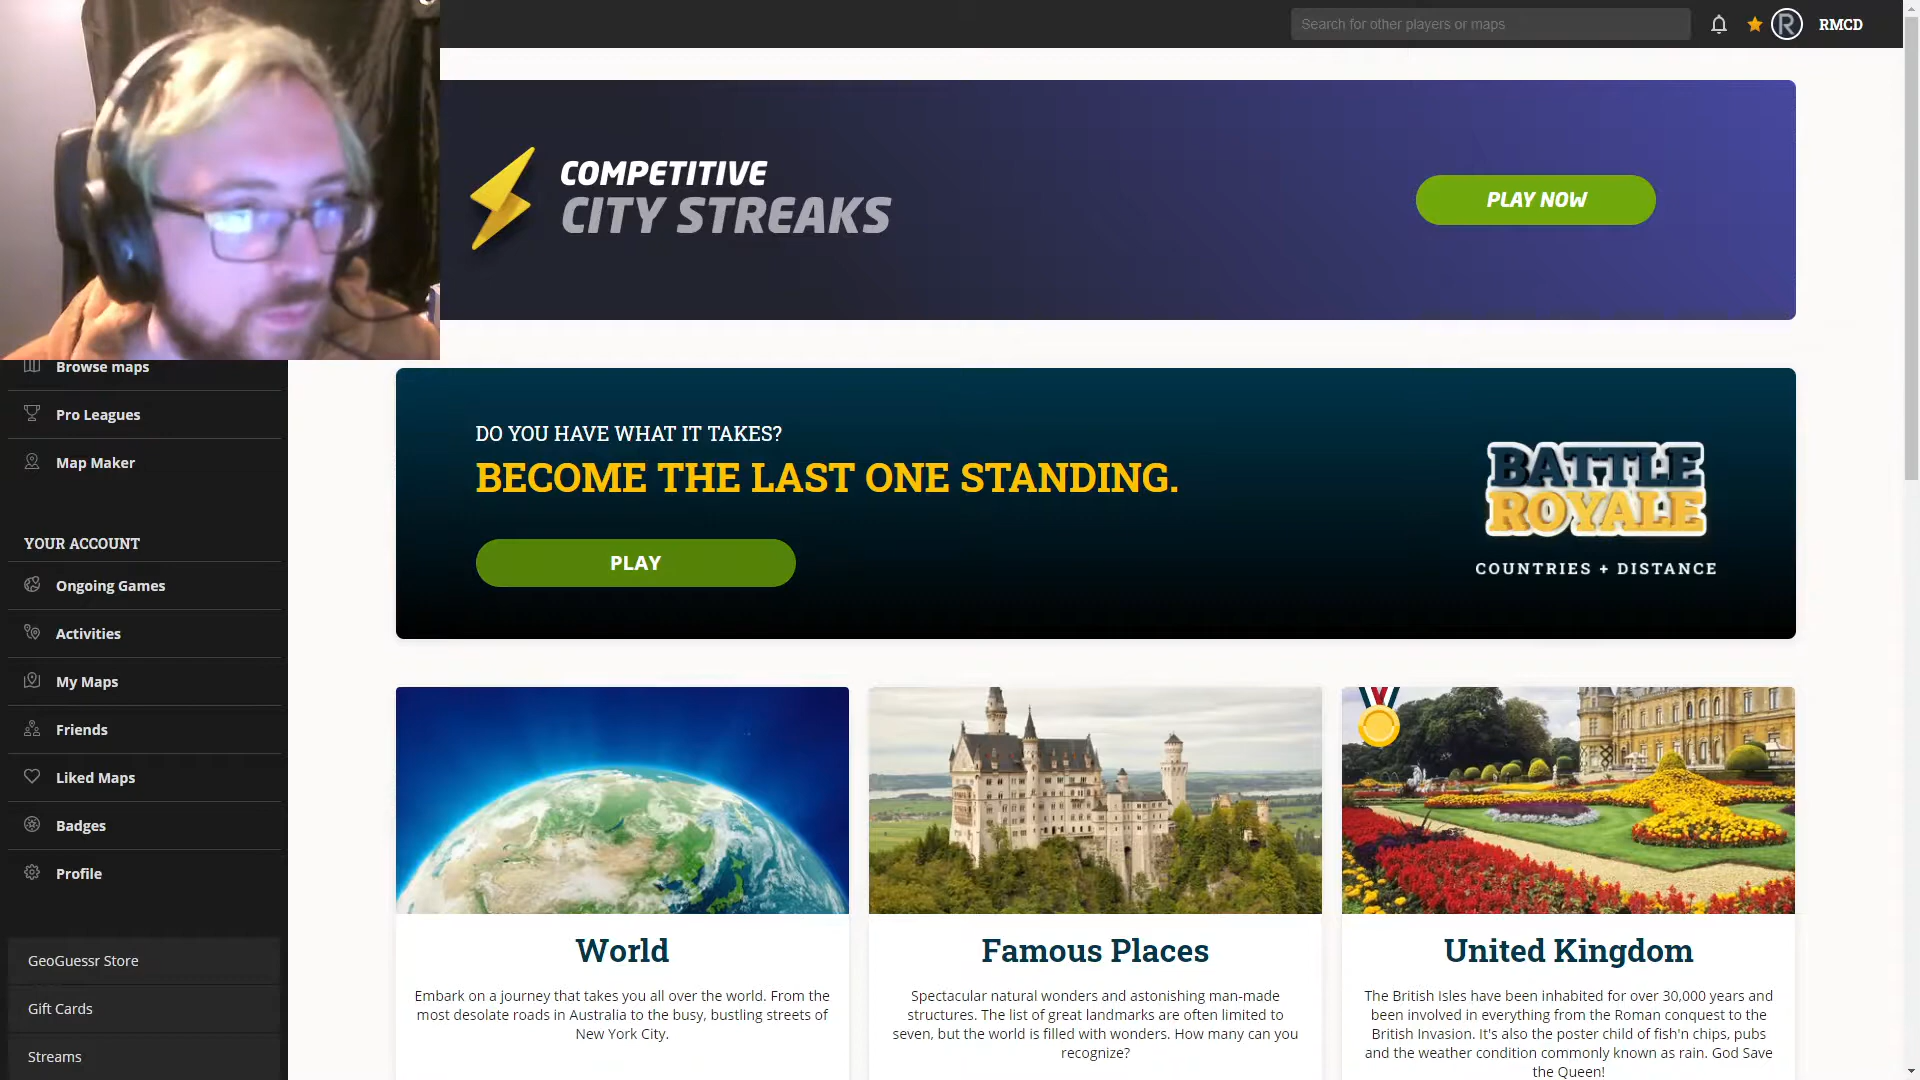 Search for other players or maps
RMCD
COMPETITIVE
CITY STREAKS
PLAY NOW
Browse maps
Pro Leagues
Map Maker
YOUR ACCOUNT
Ongoing Games
Activities
My Maps
Friends
Liked Maps
Badges
Profile
GeoGuessr Store
Gift Cards
Streams
DO YOU HAVE WHAT IT TAKES?
BECOME THE LAST ONE STANDING.
PLAY
BATTLE
ROYALE
COUNTRIES + DISTANCE
World
Embark on a journey that takes you all over the world. From the
most desolate roads in Australia to the busy, bustling streets of
New York City.
Famous Places
Spectacular natural wonders and astonishing man-made
structures. The list of great landmarks are often limited to
seven, but the world is filled with wonders. How many can you
recognize?
United Kingdom
The British Isles have been inhabited for over 30,000 years and
been involved in everything from the Roman conquest to the
British Invasion. It's also the poster child of fish'n chips, pubs
and the weather condition commonly known as rain. God Save
the Queen!